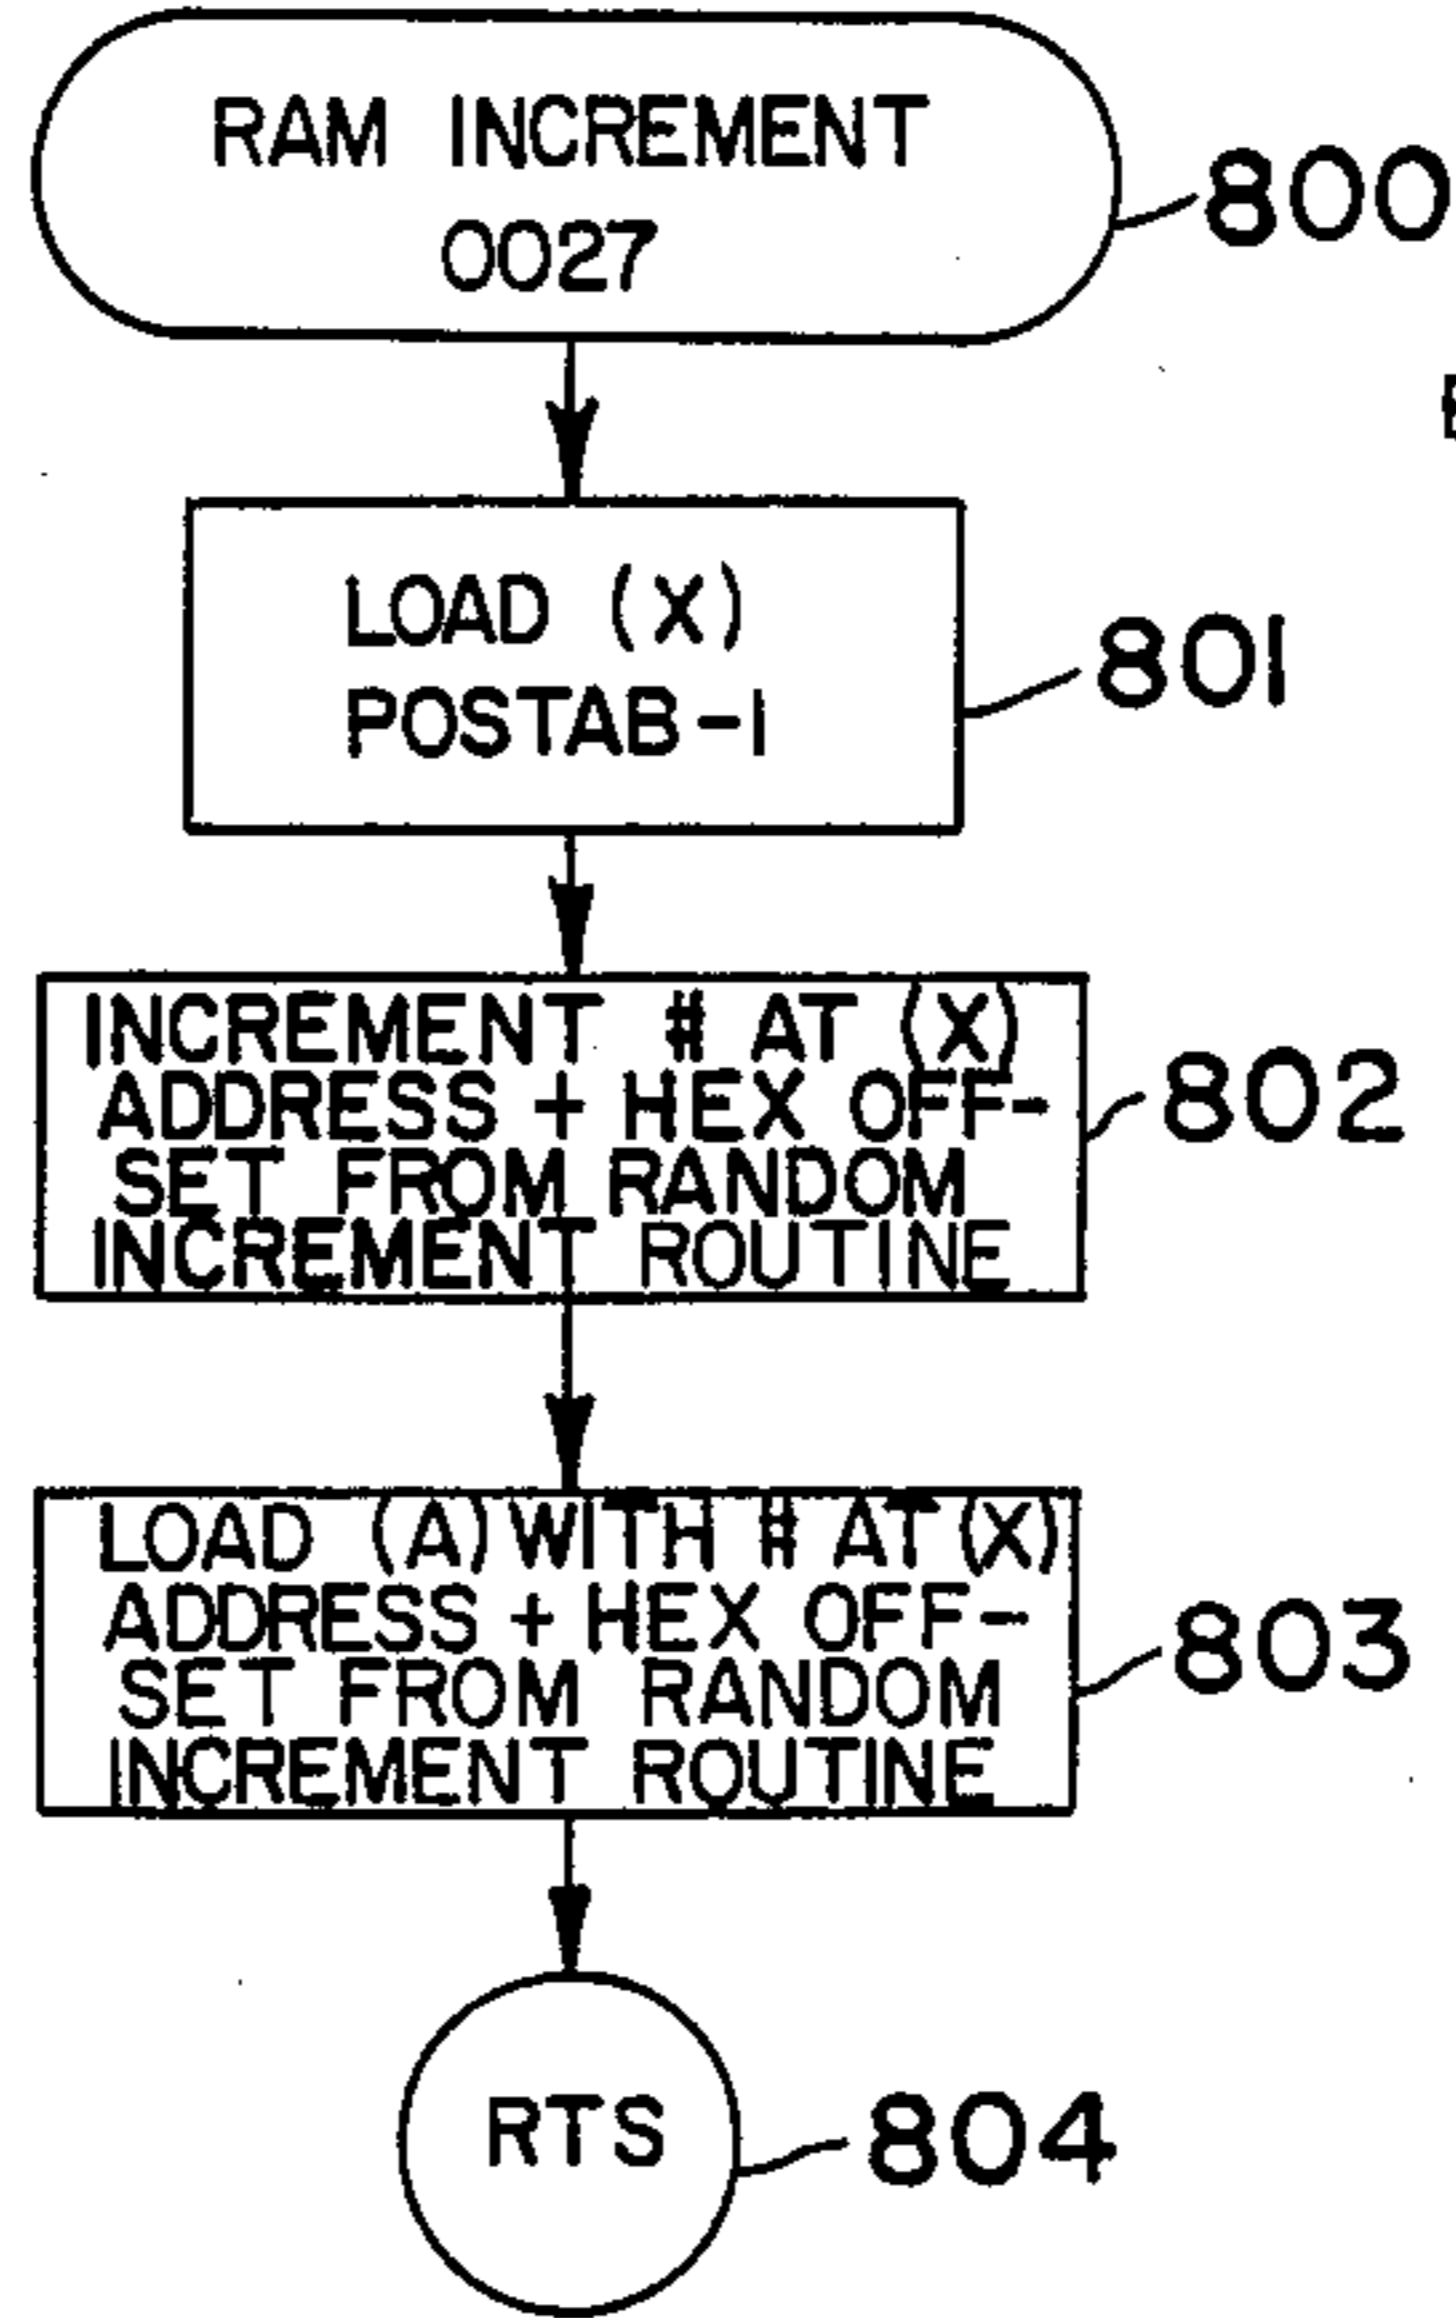 RAM INCREMENT
0027
800
LOAD (X)
POSTAB-1
801
INCREMENT # AT (X)
ADDRESS + HEX OFF-
SET FROM RANDOM
INCREMENT ROUTINE
802
LOAD (A) WITH # AT (X)
ADDRESS + HEX OFF-
SET FROM RANDOM
INCREMENT ROUTINE
803
RTS
804